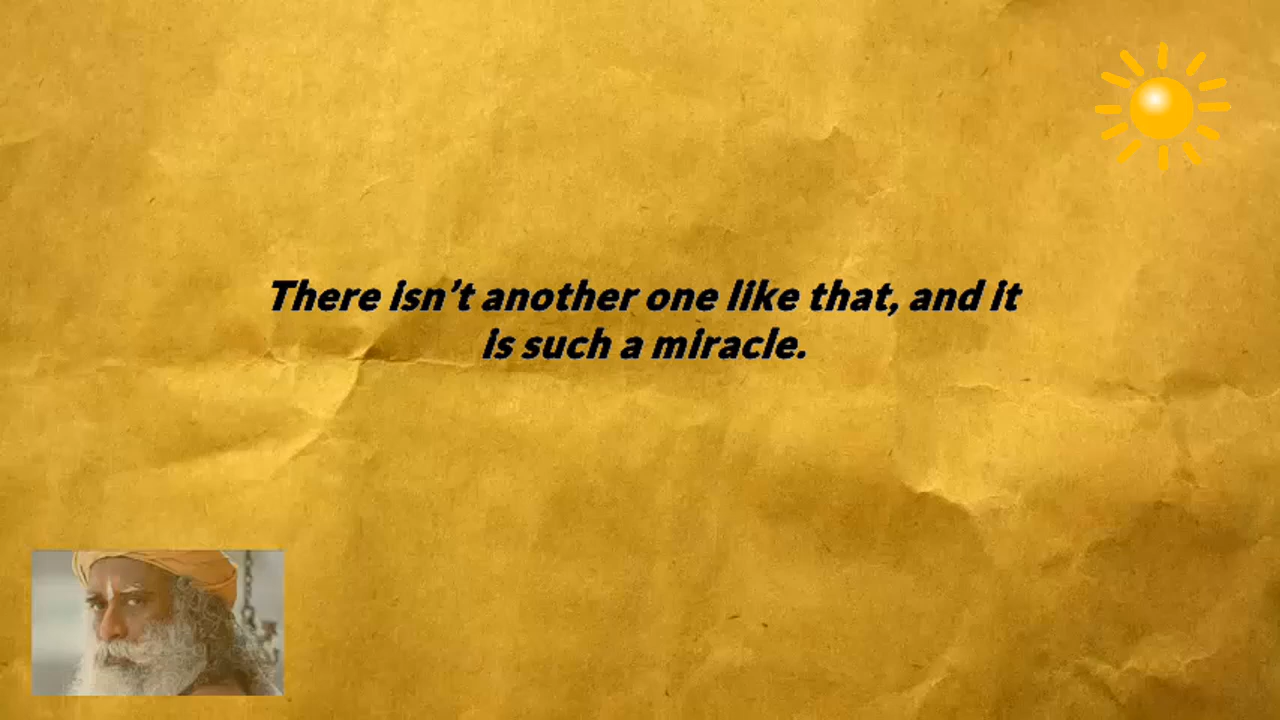 There isn’t another one like that, and it
is such a miracle.